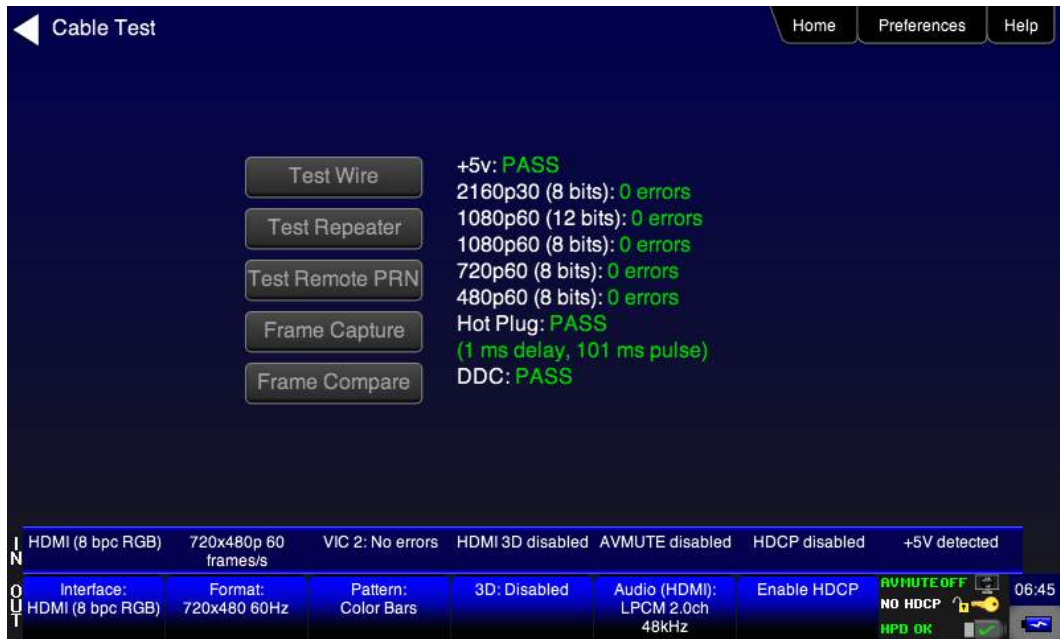 Cable Test
Home
Preferences
Help
Test Wire
Test Repeater
Test Remote PRN
Frame Capture
Frame Compare
+5v: PASS
2160p30 (8 bits): 0 errors
1080p60 (12 bits): 0 errors
1080p60 (8 bits): 0 errors
720p60 (8 bits): 0 errors
480p60 (8 bits): 0 errors
Hot Plug: PASS
(1 ms delay, 101 ms pulse)
DDC: PASS
IN
HDMI (8 bpc RGB)
720x480p 60
frames/s
VIC 2: No errors
HDMI 3D disabled
AVMUTE disabled
HDCP disabled
+5V detected
OUT
Interface:
HDMI (8 bpc RGB)
Format:
720x480 60Hz
Pattern:
Color Bars
3D: Disabled
Audio (HDMI):
LPCM 2.0ch
48kHz
Enable HDCP
AVMUTE OFF
NO HDCP
HPD OK
06:45